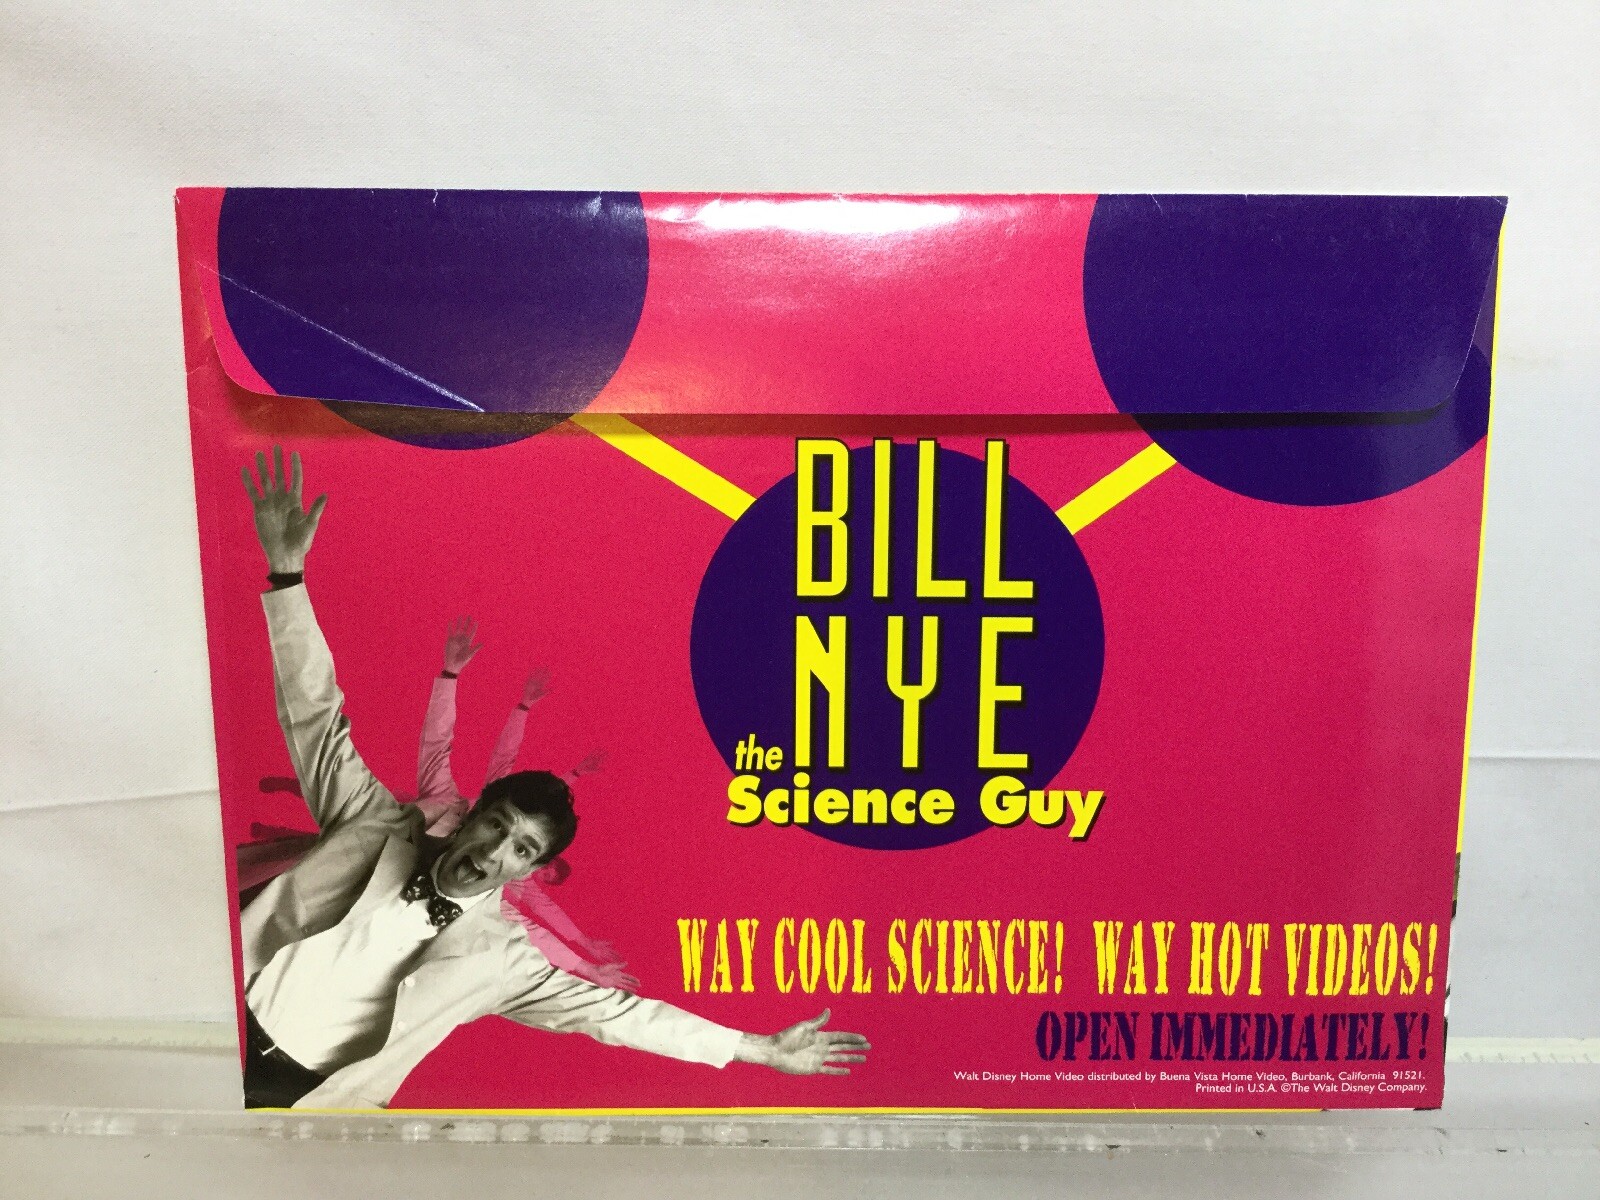 BILL
NYE
the
Science Guy
WAY COOL SCIENCE! WAY HOT VIDEOS!
OPEN IMMEDIATELY!
Walt Disney Home Video distributed by Buena Vista Home Video, Burbank, California 91521.
Printed in U.S.A. ©The Walt Disney Company.